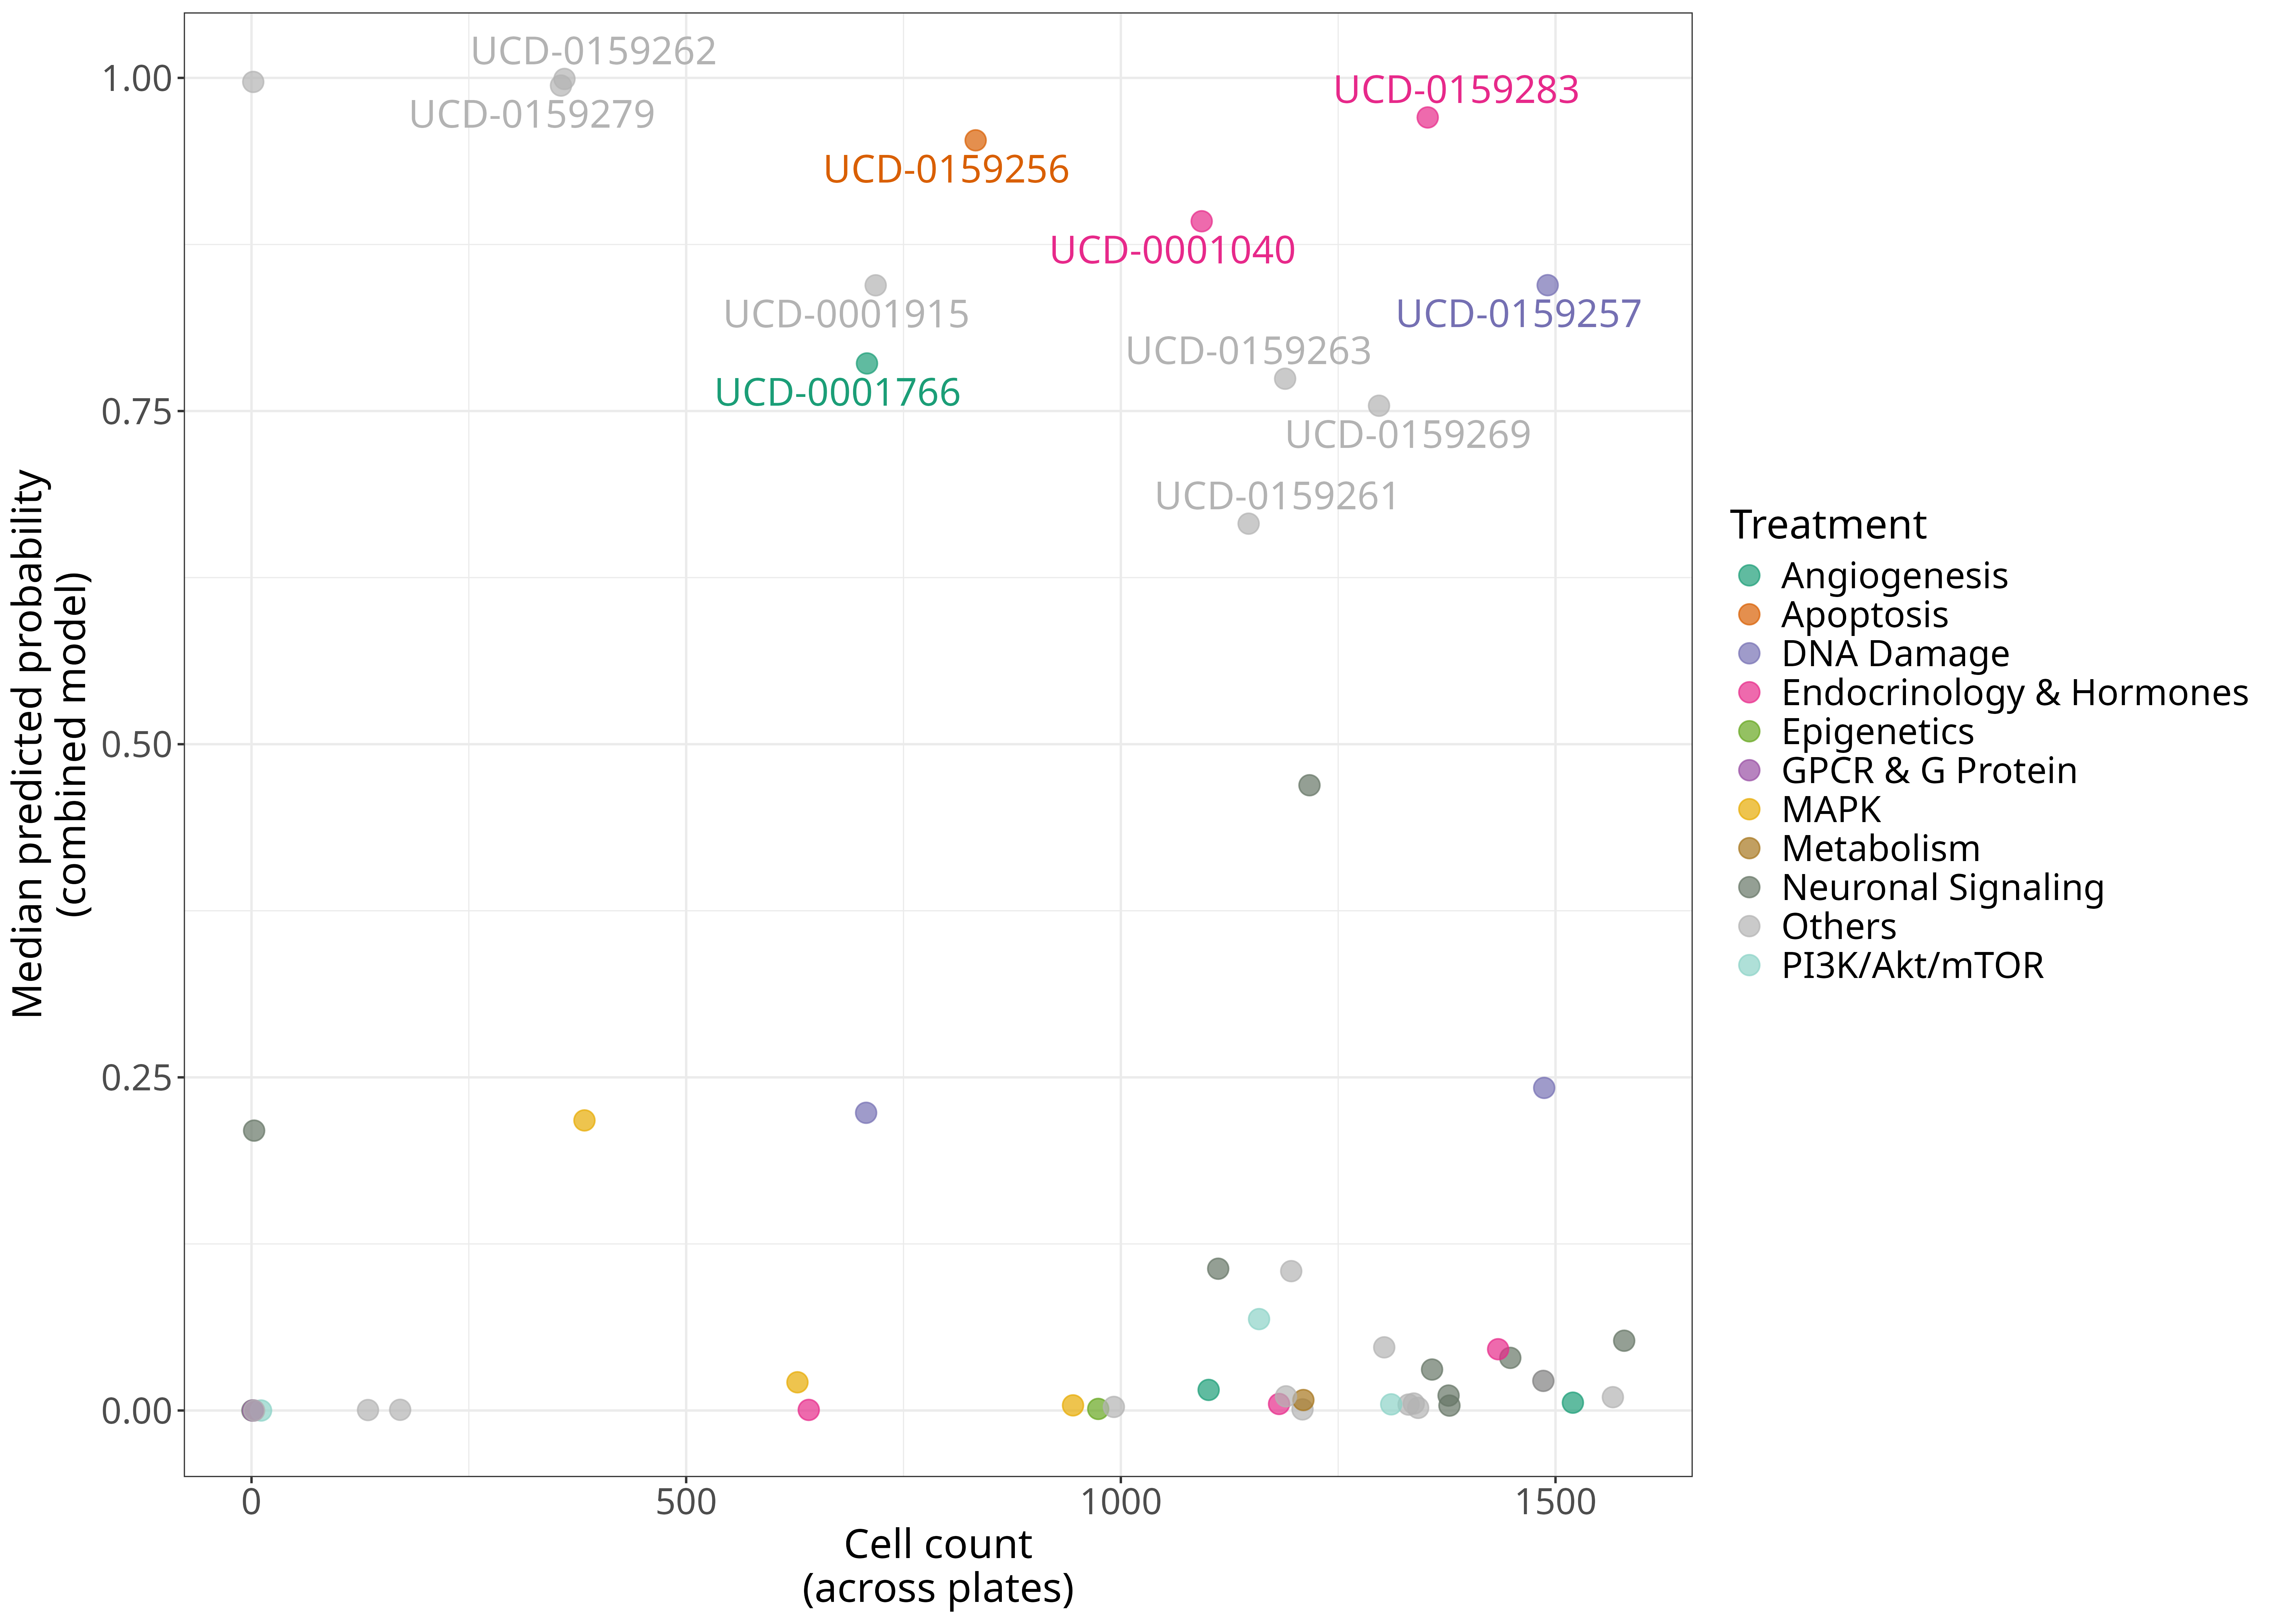 UCD-0159262
1.00
UCD-0159283
UCD-0159279
UCD-0159256
UCD-0001040
UCD-0001915
UCD-0159257
UCD-0159263
UCD-0001766
0.75
UCD-0159269
UCD-0159261
Median predicted probability
(combined model)
0.50
0.25
0.00
0
500
1000
1500
Cell count
(across plates)
Treatment
Angiogenesis
Apoptosis
DNA Damage
Endocrinology & Hormones
Epigenetics
GPCR & G Protein
MAPK
Metabolism
Neuronal Signaling
Others
PI3K/Akt/mTOR